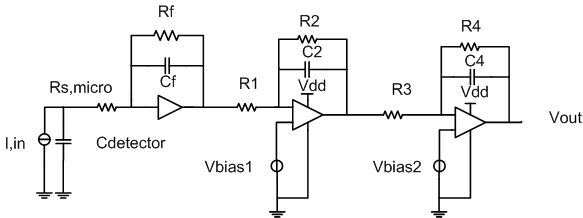 Rf
R2
R4
Cf
C2
C4
Rs,micro
R1
Vdd
R3
Vdd
I,in
Cdetector
Vbias1
Vbias2
Vout